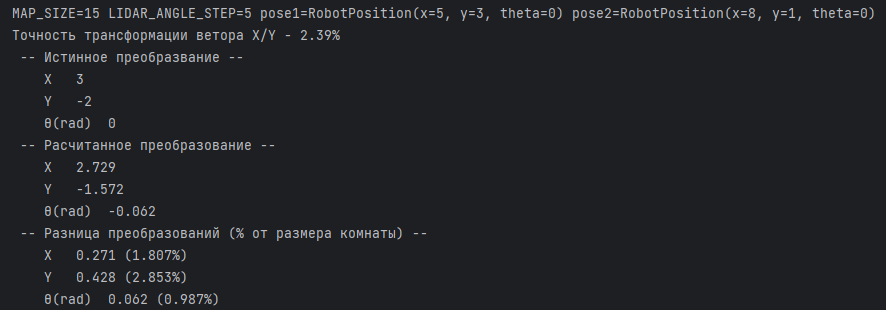 MAP_SIZE=15 LIDAR_ANGLE_STEP=5 pose1=RobotPosition(x=5, y=3, theta=0) pose2=RobotPosition(x=8, y=1, theta=0)
Точность трансформации ветора X/Y - 2.39%
-- Истинное преобразвание --
X 3
Y -2
θ(rad) 0
-- Расчитанное преобразование --
X 2.729
Y -1.572
θ(rad) -0.062
-- Разница преобразований (% от размера комнаты) --
X 0.271 (1.807%)
Y 0.428 (2.853%)
θ(rad) 0.062 (0.987%)